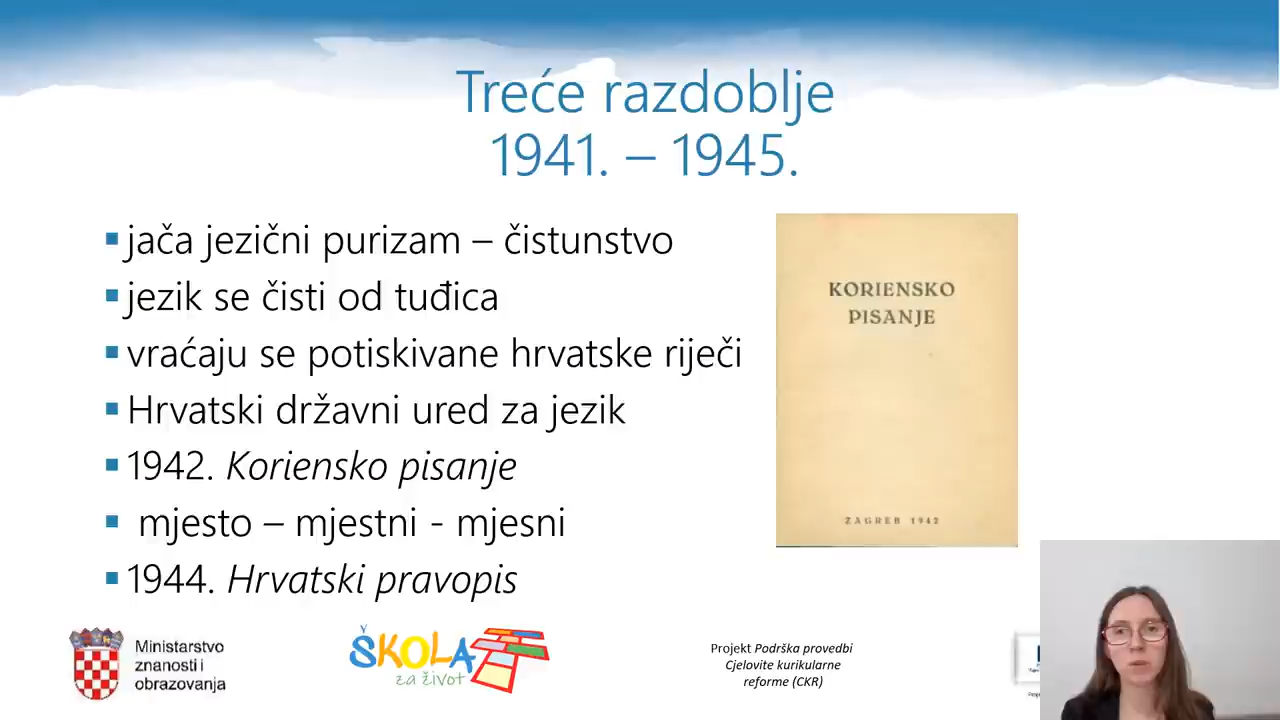 Treće razdoblje
1941. – 1945.
jača jezični purizam – čistunstvo
jezik se čisti od tuđica
vraćaju se potiskivane hrvatske riječi
Hrvatski državni ured za jezik
1942. Koriensko pisanje
mjesto – mjestni - mjesni
1944. Hrvatski pravopis
KORIENSKO
PISANJE
ZAGREB 1942
Ministarstvo
znanosti i
obrazovanja
ŠKOLA
za život
Projekt Podrška provedbi
Cjelovite kurikularne
reforme (CKR)